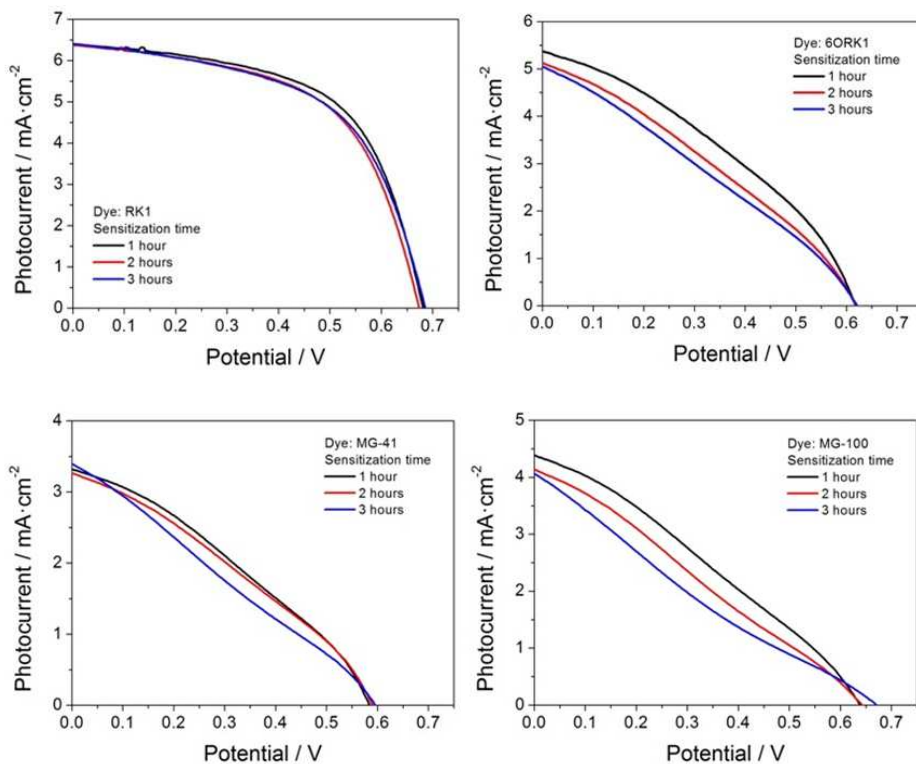 7
6
5
4
3
2
1
0
Photocurrent / mA·cm-2
Dye: RK1
Sensitization time
1 hour
2 hours
3 hours
0.0 0.1 0.2 0.3 0.4 0.5 0.6 0.7
Potential / V
6
5
4
3
2
1
0
Photocurrent / mA·cm-2
Dye: 6ORK1
Sensitization time
1 hour
2 hours
3 hours
0.0 0.1 0.2 0.3 0.4 0.5 0.6 0.7
Potential / V
4
3
2
1
0
Photocurrent / mA·cm-2
Dye: MG-41
Sensitization time
1 hour
2 hours
3 hours
0.0 0.1 0.2 0.3 0.4 0.5 0.6 0.7
Potential / V
5
4
3
2
1
0
Photocurrent / mA·cm-2
Dye: MG-100
Sensitization time
1 hour
2 hours
3 hours
0.0 0.1 0.2 0.3 0.4 0.5 0.6 0.7
Potential / V